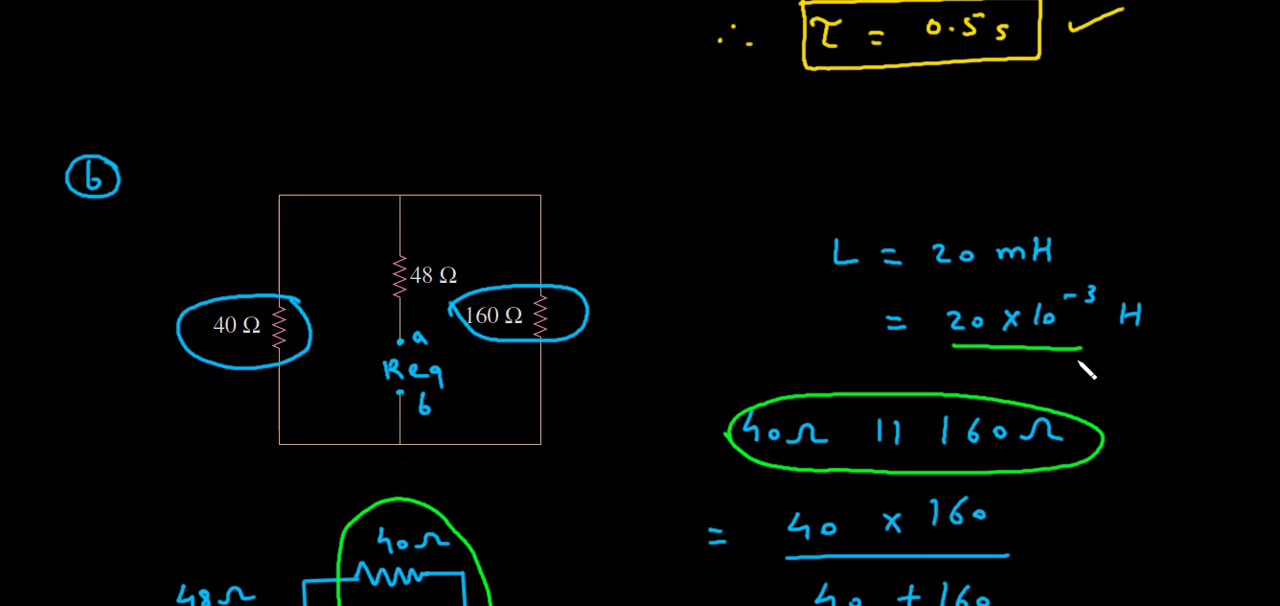 ∴ τ = 0.5 s
b
48 Ω
40 Ω
160 Ω
a
Req
b
L = 20 mH
= 20 × 10⁻³ H
40Ω || 160Ω
= 40 × 160
40 + 160
40Ω
48Ω